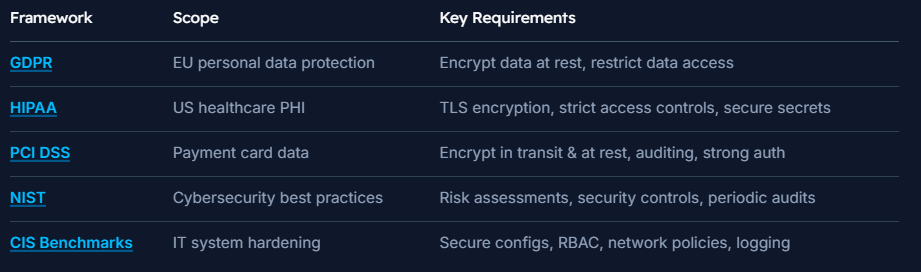 Framework Scope Key Requirements
GDPR EU personal data protection Encrypt data at rest, restrict data access
HIPAA US healthcare PHI TLS encryption, strict access controls, secure secrets
PCI DSS Payment card data Encrypt in transit & at rest, auditing, strong auth
NIST Cybersecurity best practices Risk assessments, security controls, periodic audits
CIS Benchmarks IT system hardening Secure configs, RBAC, network policies, logging